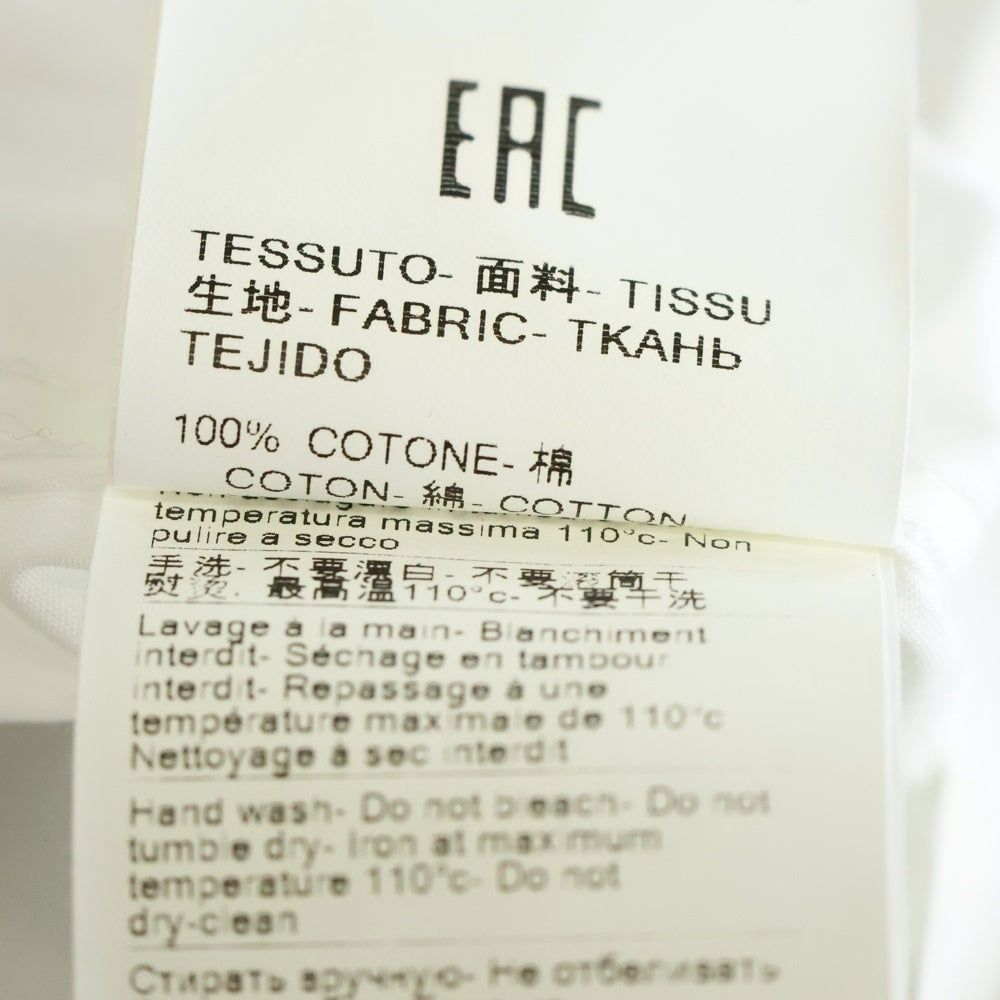 EAC
TESSUTO- 面料- TISSU
生地- FABRIC- ТКАНЬ
TEJIDO
100% COTONE- 棉
COTON- 綿- COTTON
temperatura massima 110°c- Non
pulire a secco
手洗- 不要漂白- 不要滚筒干
熨烫. 最高温110°c- 不要干洗
Lavage à la main- Blanchiment
interdit- Séchage en tambour
interdit- Repassage à une
température maximale de 110°c
Nettoyage à sec interdit
Hand wash- Do not bleach- Do not
tumble dry- Iron at maximum
temperature 110°c- Do not
dry-clean
Стирать вручную- Не отбеливать-